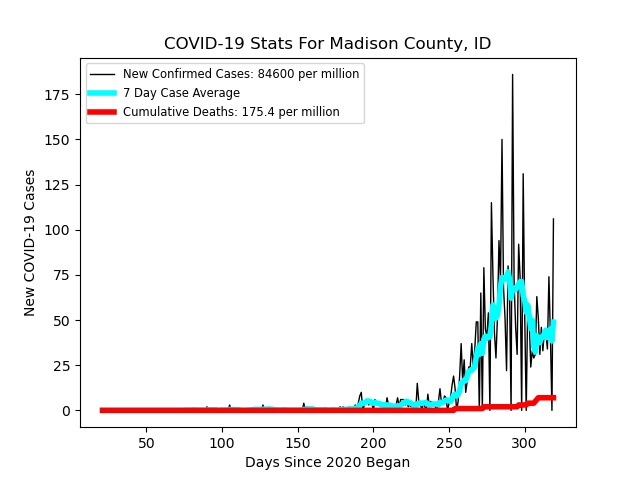 COVID-19 Stats For Madison County, ID
New Confirmed Cases: 84600 per million
7 Day Case Average
Cumulative Deaths: 175.4 per million
New COVID-19 Cases
175
150
125
100
75
50
25
0
50 100 150 200 250 300
Days Since 2020 Began